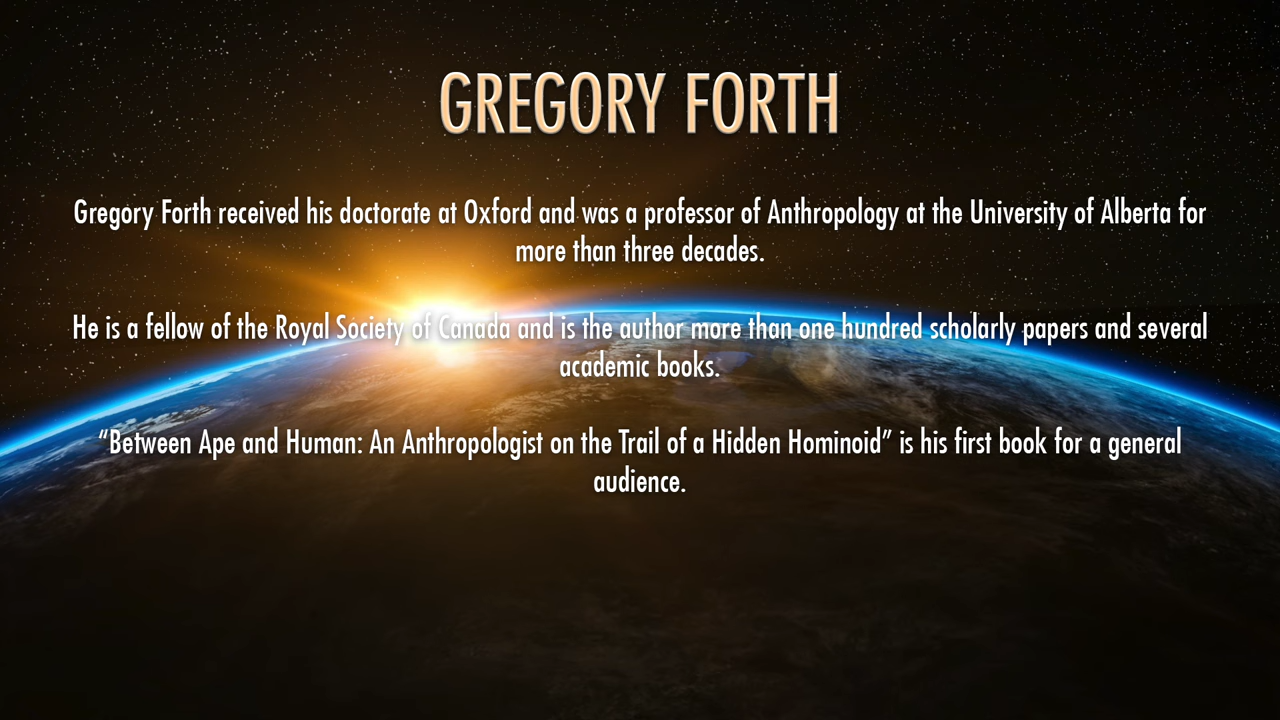 GREGORY FORTH
Gregory Forth received his doctorate at Oxford and was a professor of Anthropology at the University of Alberta for
more than three decades.
He is a fellow of the Royal Society of Canada and is the author more than one hundred scholarly papers and several
academic books.
“Between Ape and Human: An Anthropologist on the Trail of a Hidden Hominoid” is his first book for a general
audience.